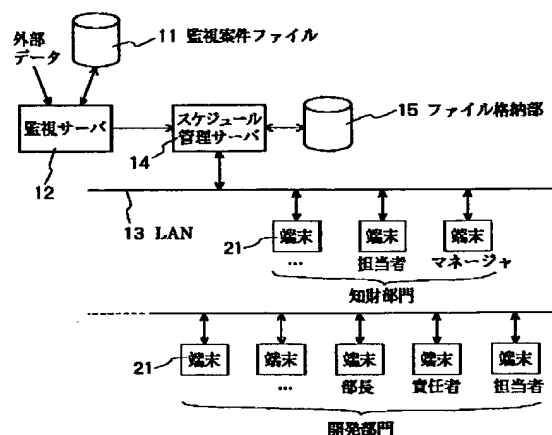 外部
データ
11 監視案件ファイル
監視サーバ
12
スケジュール
管理サーバ
14
15 ファイル格納部
13 LAN
21
端末
端末
端末
…
担当者
マネージャ
知財部門
21
端末
端末
端末
端末
端末
…
部長
責任者
担当者
開発部門